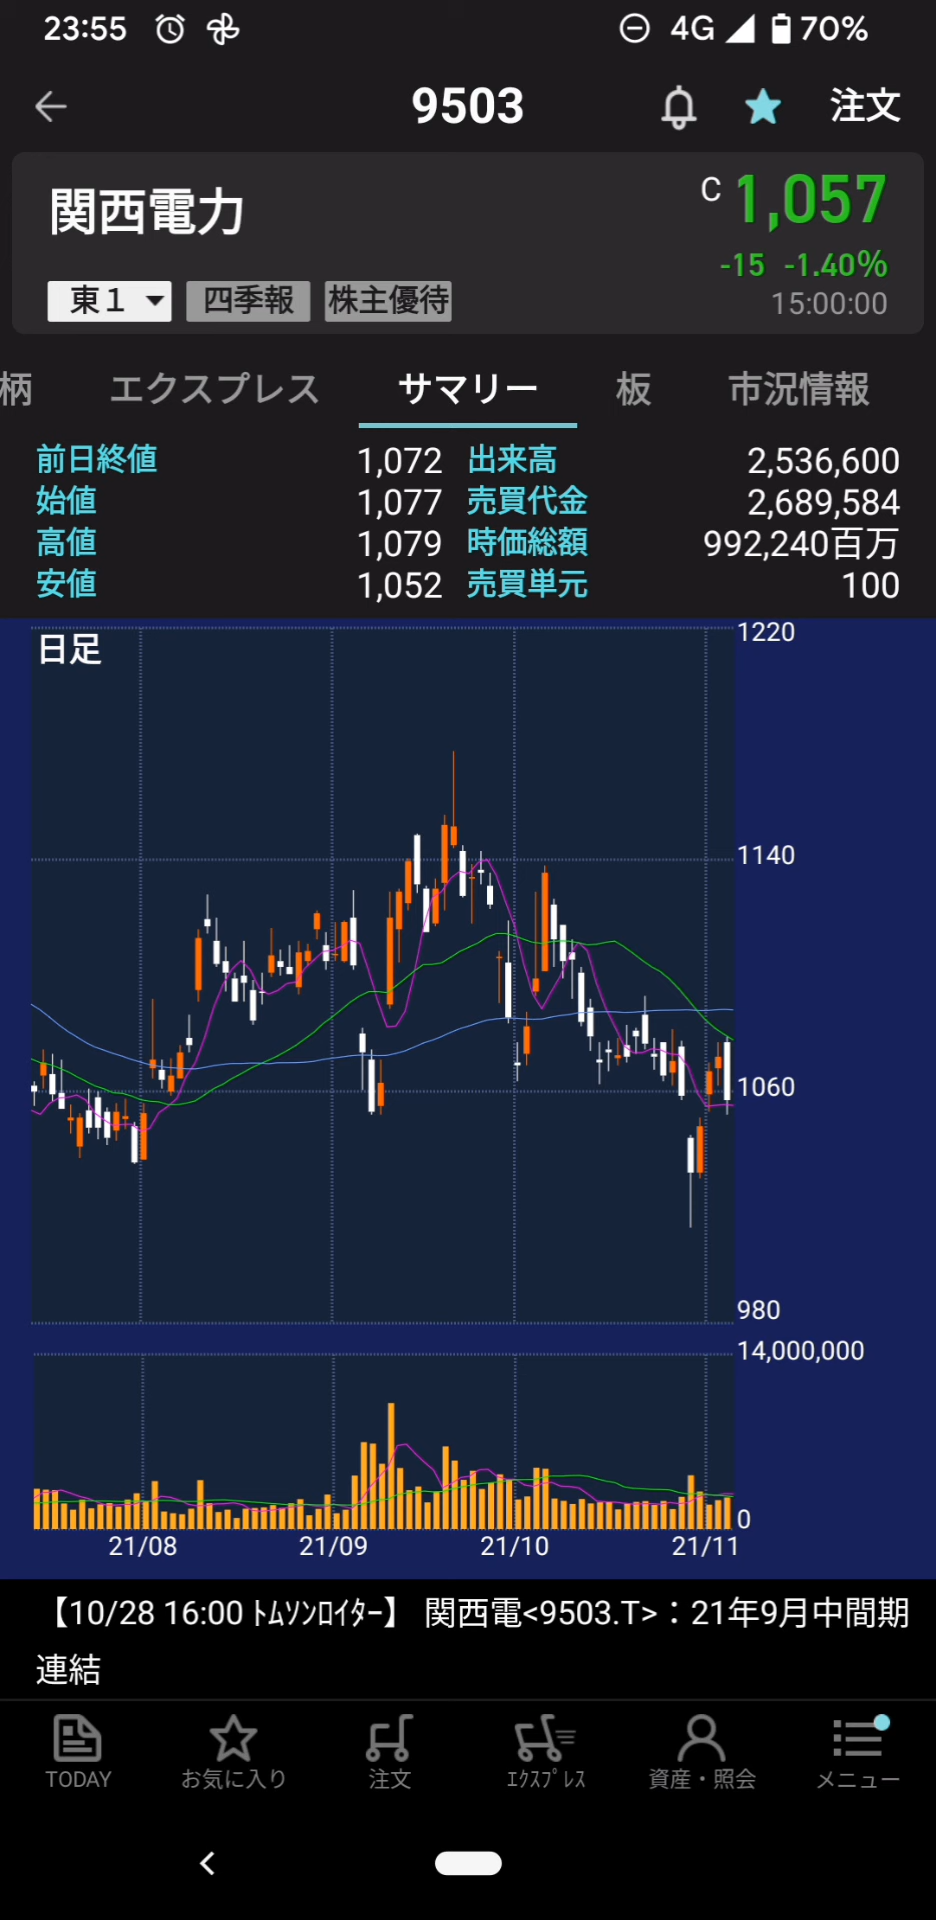 23:55 4G 70%
9503 注文
関西電力 C 1,057
-15 -1.40%
東１ 四季報 株主優待 15:00:00
柄 エクスプレス サマリー 板 市況情報
前日終値 1,072 出来高 2,536,600
始値 1,077 売買代金 2,689,584
高値 1,079 時価総額 992,240百万
安値 1,052 売買単元 100
日足
1220
1140
1060
980
14,000,000
0
21/08 21/09 21/10 21/11
【10/28 16:00 ﾄﾑｿﾝﾛｲﾀｰ】 関西電<9503.T>：21年9月中間期
連結
TODAY お気に入り 注文 ｴｸｽﾌﾟﾚｽ 資産・照会 メニュー